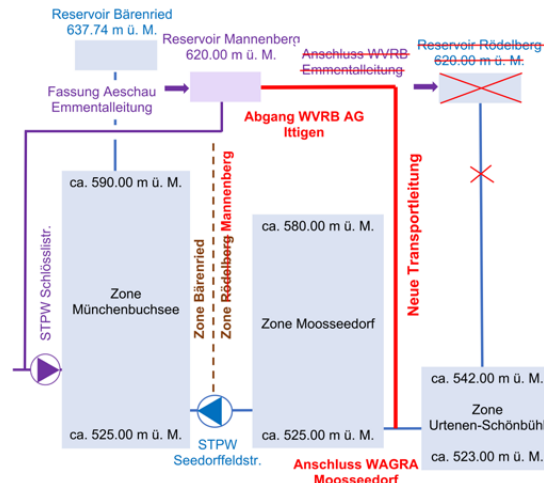 Reservoir Bärenried
637.74 m ü. M.
Reservoir Mannenberg
620.00 m ü. M.
Anschluss WVRB
Emmentalleitung
Reservoir Rödelberg
620.00 m ü. M.
Fassung Aeschau
Emmentalleitung
Abgang WVRB AG
Ittigen
ca. 590.00 m ü. M.
ca. 580.00 m ü. M.
STPW Schlösslistr.
Zone
Münchenbuchsee
Zone Bärenried
Zone Rödelberg Mannenberg
Zone Moosseedorf
Neue Transportleitung
ca. 542.00 m ü. M.
Zone
Urtenen-Schönbühl
ca. 523.00 m ü. M.
ca. 525.00 m ü. M.
STPW
Seedorffeldstr.
ca. 525.00 m ü. M.
Anschluss WAGRA
Moosseedorf